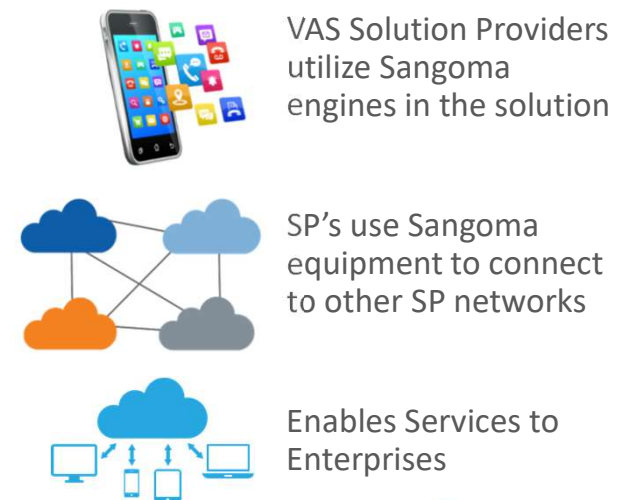 VAS Solution Providers
utilize Sangoma
engines in the solution
SP’s use Sangoma
equipment to connect
to other SP networks
Enables Services to
Enterprises